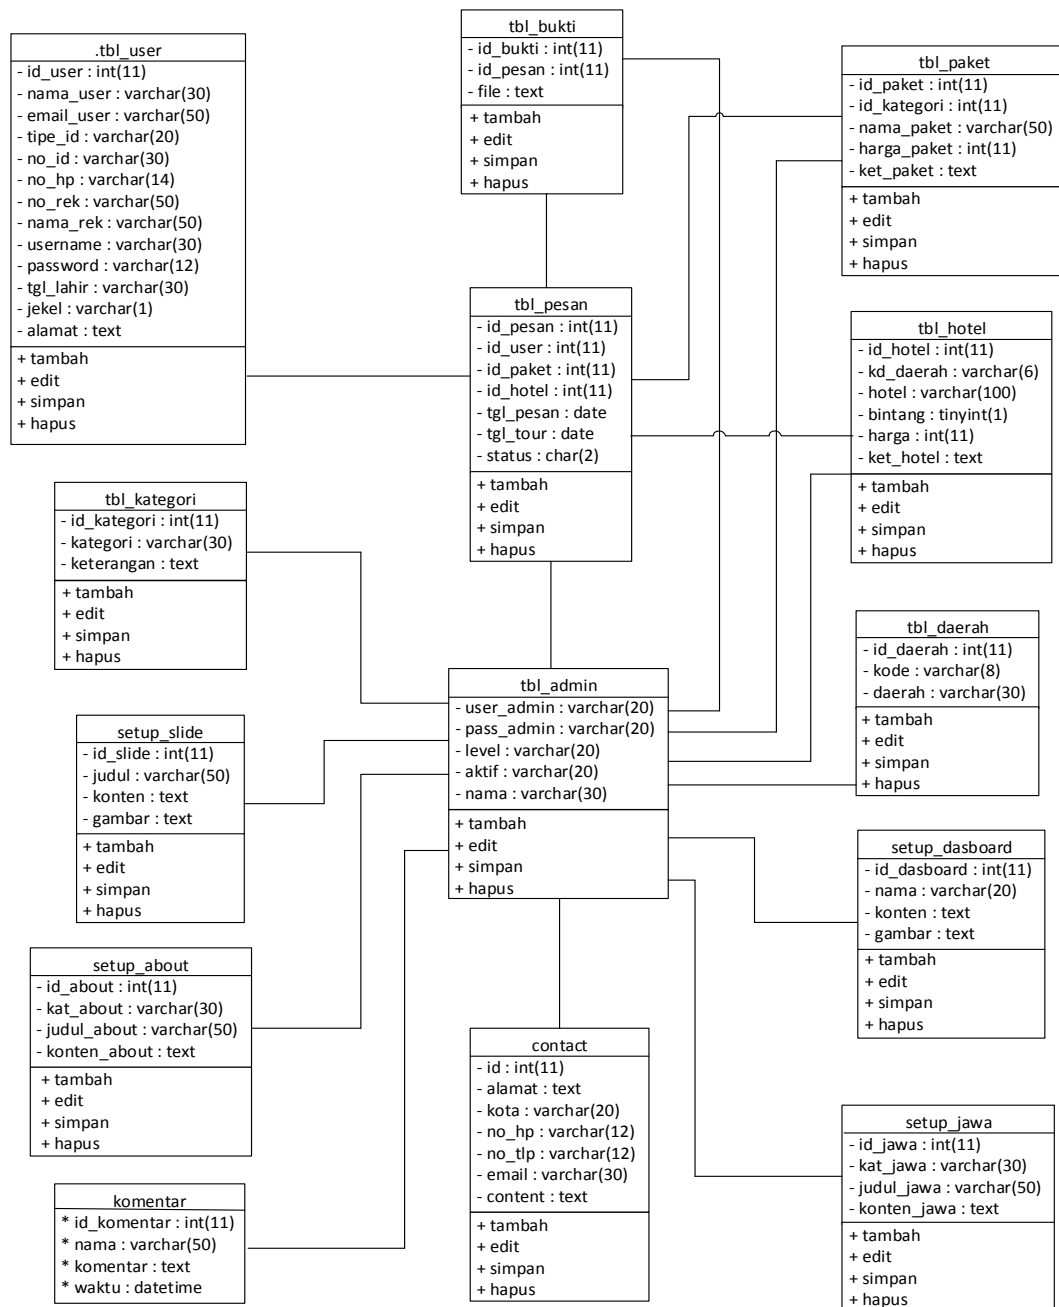 .tbl_user
- id_user : int(11)
- nama_user : varchar(30)
- email_user : varchar(50)
- tipe_id : varchar(20)
- no_id : varchar(30)
- no_hp : varchar(14)
- no_rek : varchar(50)
- nama_rek : varchar(50)
- username : varchar(30)
- password : varchar(12)
- tgl_lahir : varchar(30)
- jekel : varchar(1)
- alamat : text
+ tambah
+ edit
+ simpan
+ hapus
tbl_bukti
- id_bukti : int(11)
- id_pesan : int(11)
- file : text
+ tambah
+ edit
+ simpan
+ hapus
tbl_paket
- id_paket : int(11)
- id_kategori : int(11)
- nama_paket : varchar(50)
- harga_paket : int(11)
- ket_paket : text
+ tambah
+ edit
+ simpan
+ hapus
tbl_pesan
- id_pesan : int(11)
- id_user : int(11)
- id_paket : int(11)
- id_hotel : int(11)
- tgl_pesan : date
- tgl_tour : date
- status : char(2)
+ tambah
+ edit
+ simpan
+ hapus
tbl_hotel
- id_hotel : int(11)
- kd_daerah : varchar(6)
- hotel : varchar(100)
- bintang : tinyint(1)
- harga : int(11)
- ket_hotel : text
+ tambah
+ edit
+ simpan
+ hapus
tbl_kategori
- id_kategori : int(11)
- kategori : varchar(30)
- keterangan : text
+ tambah
+ edit
+ simpan
+ hapus
tbl_daerah
- id_daerah : int(11)
- kode : varchar(8)
- daerah : varchar(30)
+ tambah
+ edit
+ simpan
+ hapus
tbl_admin
- user_admin : varchar(20)
- pass_admin : varchar(20)
- level : varchar(20)
- aktif : varchar(20)
- nama : varchar(30)
+ tambah
+ edit
+ simpan
+ hapus
setup_slide
- id_slide : int(11)
- judul : varchar(50)
- konten : text
- gambar : text
+ tambah
+ edit
+ simpan
+ hapus
setup_dasboard
- id_dasboard : int(11)
- nama : varchar(20)
- konten : text
- gambar : text
+ tambah
+ edit
+ simpan
+ hapus
setup_about
- id_about : int(11)
- kat_about : varchar(30)
- judul_about : varchar(50)
- konten_about : text
+ tambah
+ edit
+ simpan
+ hapus
contact
- id : int(11)
- alamat : text
- kota : varchar(20)
- no_hp : varchar(12)
- no_tlp : varchar(12)
- email : varchar(30)
- content : text
+ tambah
+ edit
+ simpan
+ hapus
setup_jawa
- id_jawa : int(11)
- kat_jawa : varchar(30)
- judul_jawa : varchar(50)
- konten_jawa : text
+ tambah
+ edit
+ simpan
+ hapus
komentar
* id_komentar : int(11)
* nama : varchar(50)
* komentar : text
* waktu : datetime